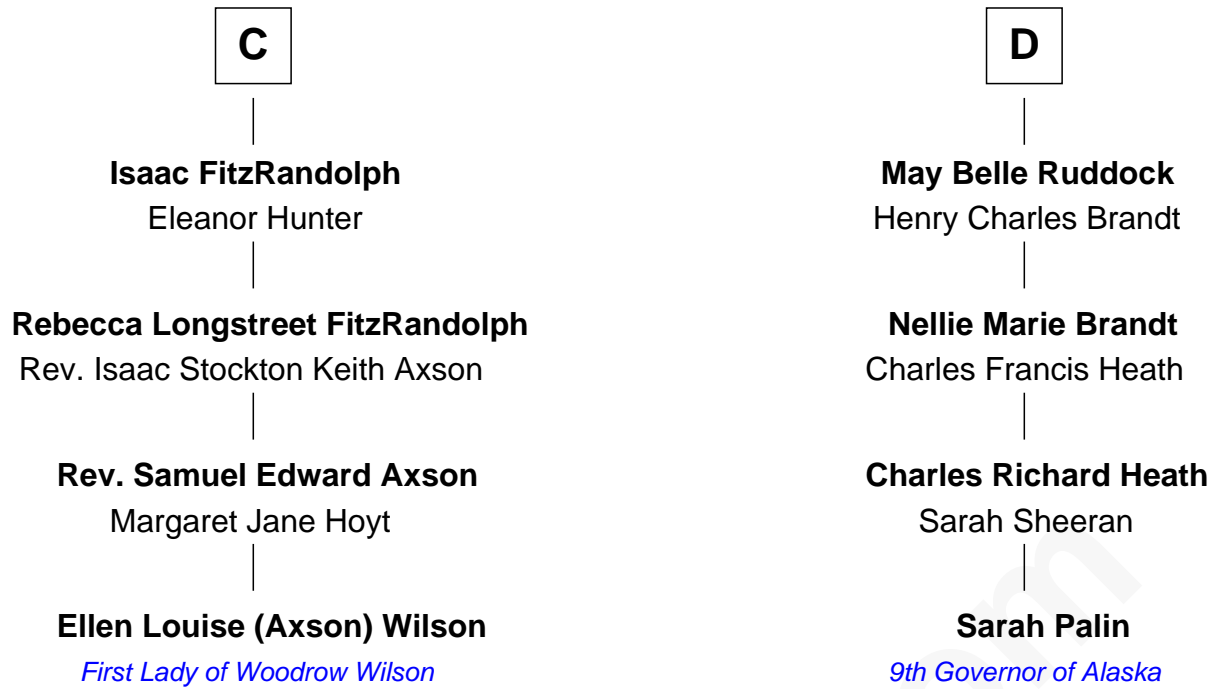 C
D
Isaac FitzRandolph
Eleanor Hunter
May Belle Ruddock
Henry Charles Brandt
Rebecca Longstreet FitzRandolph
Rev. Isaac Stockton Keith Axson
Nellie Marie Brandt
Charles Francis Heath
Rev. Samuel Edward Axson
Margaret Jane Hoyt
Charles Richard Heath
Sarah Sheeran
Ellen Louise (Axson) Wilson
First Lady of Woodrow Wilson
Sarah Palin
9th Governor of Alaska